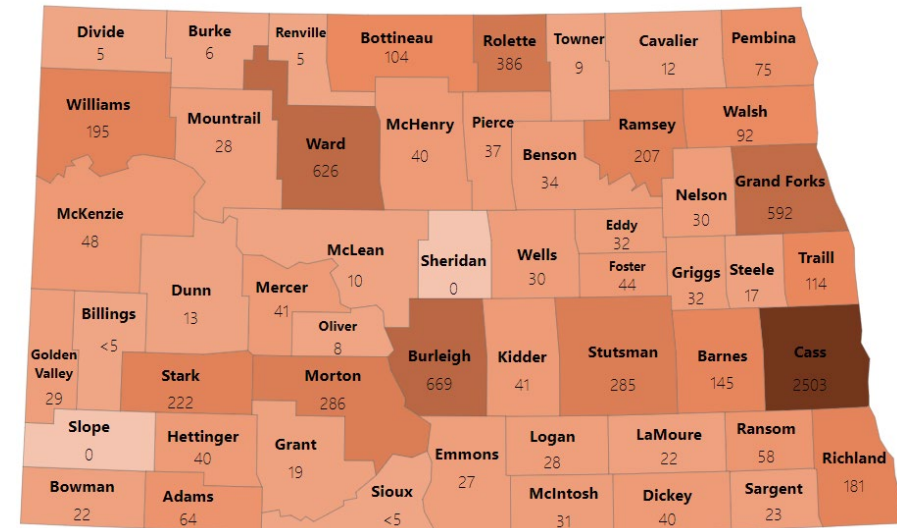 Divide
5
Burke
6
Renville
5
Bottineau
104
Rolette
386
Towner
9
Cavalier
12
Pembina
75
Williams
195
Mountrail
28
Ward
626
McHenry
40
Pierce
37
Benson
34
Ramsey
207
Walsh
92
Nelson
30
Grand Forks
592
McKenzie
48
Dunn
13
Mercer
41
McLean
10
Sheridan
0
Wells
30
Eddy
32
Foster
44
Griggs
32
Steele
17
Traill
114
Billings
<5
Golden
Valley
29
Stark
222
Oliver
8
Morton
286
Burleigh
669
Kidder
41
Stutsman
285
Barnes
145
Cass
2503
Slope
0
Hettinger
40
Grant
19
Emmons
27
Logan
28
LaMoure
22
Ransom
58
Richland
181
Bowman
22
Adams
64
Sioux
<5
McIntosh
31
Dickey
40
Sargent
23